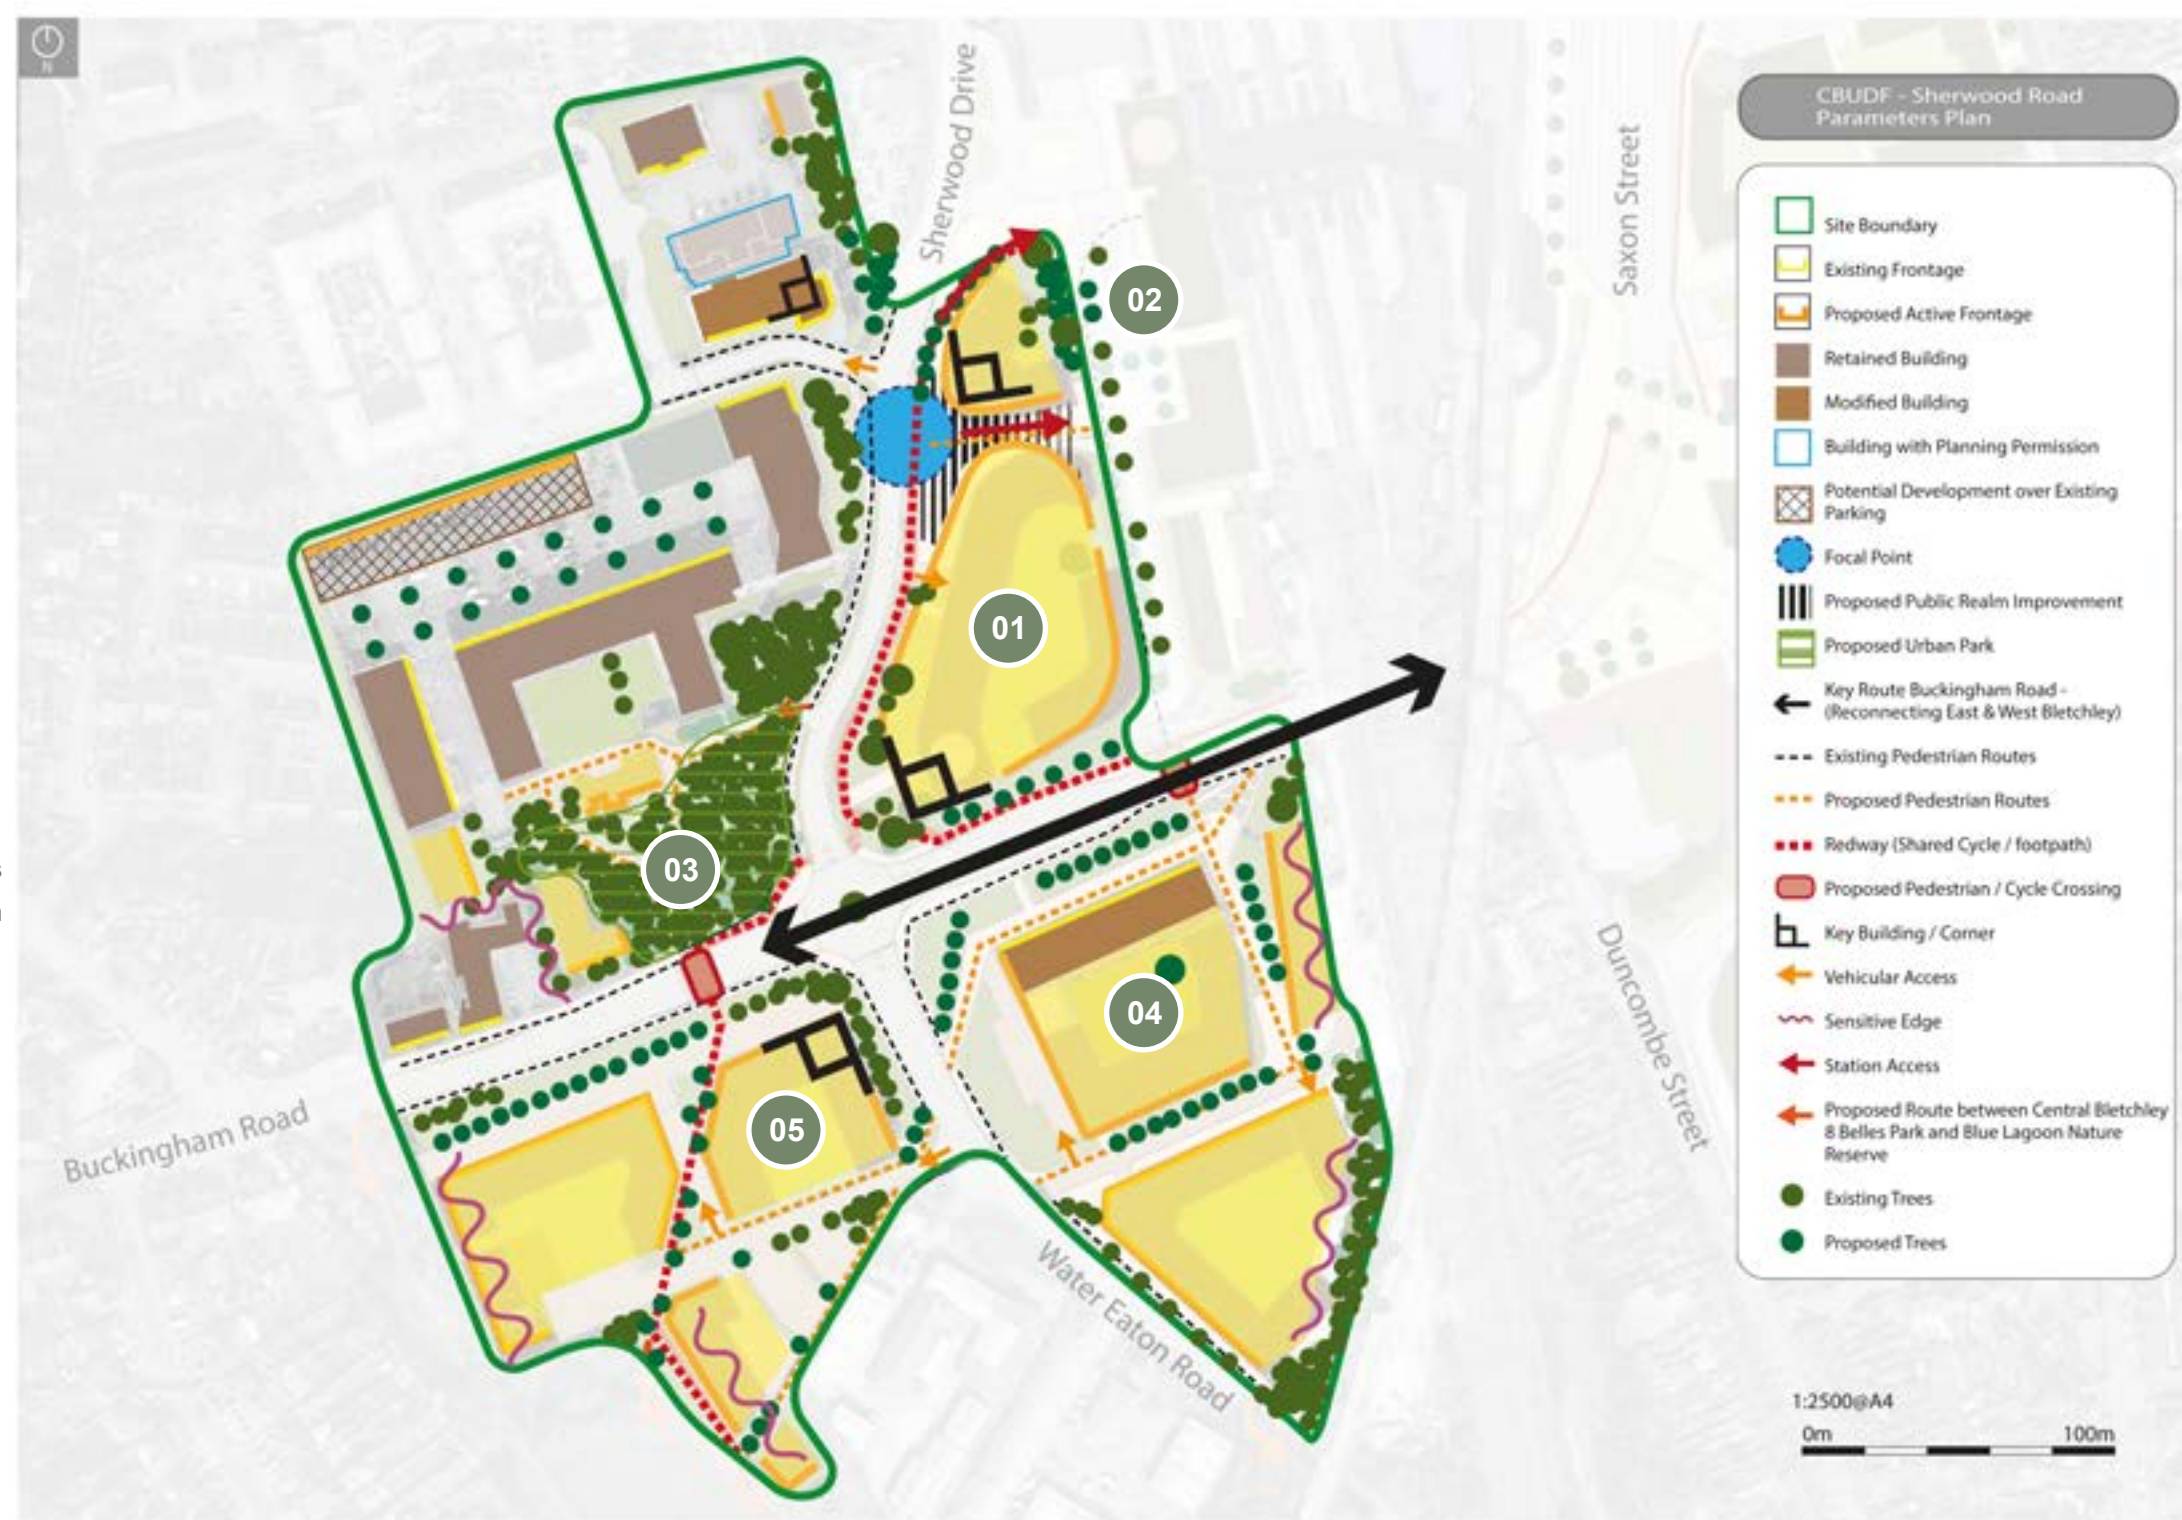 N
CBUDF - Sherwood Road
Parameters Plan
Sherwood Drive
Saxon Street
Site Boundary
Existing Frontage
Proposed Active Frontage
Retained Building
Modified Building
Building with Planning Permission
Potential Development over Existing
Parking
Focal Point
Proposed Public Realm Improvement
Proposed Urban Park
Key Route Buckingham Road -
(Reconnecting East & West Bletchley)
Existing Pedestrian Routes
Proposed Pedestrian Routes
Redway (Shared Cycle / footpath)
Proposed Pedestrian / Cycle Crossing
Key Building / Corner
Vehicular Access
Sensitive Edge
Station Access
Proposed Route between Central Bletchley
8 Belles Park and Blue Lagoon Nature
Reserve
Existing Trees
Proposed Trees
02
01
03
04
05
Buckingham Road
Water Eaton Road
Duncombe Street
1:2500@A4
0m 100m